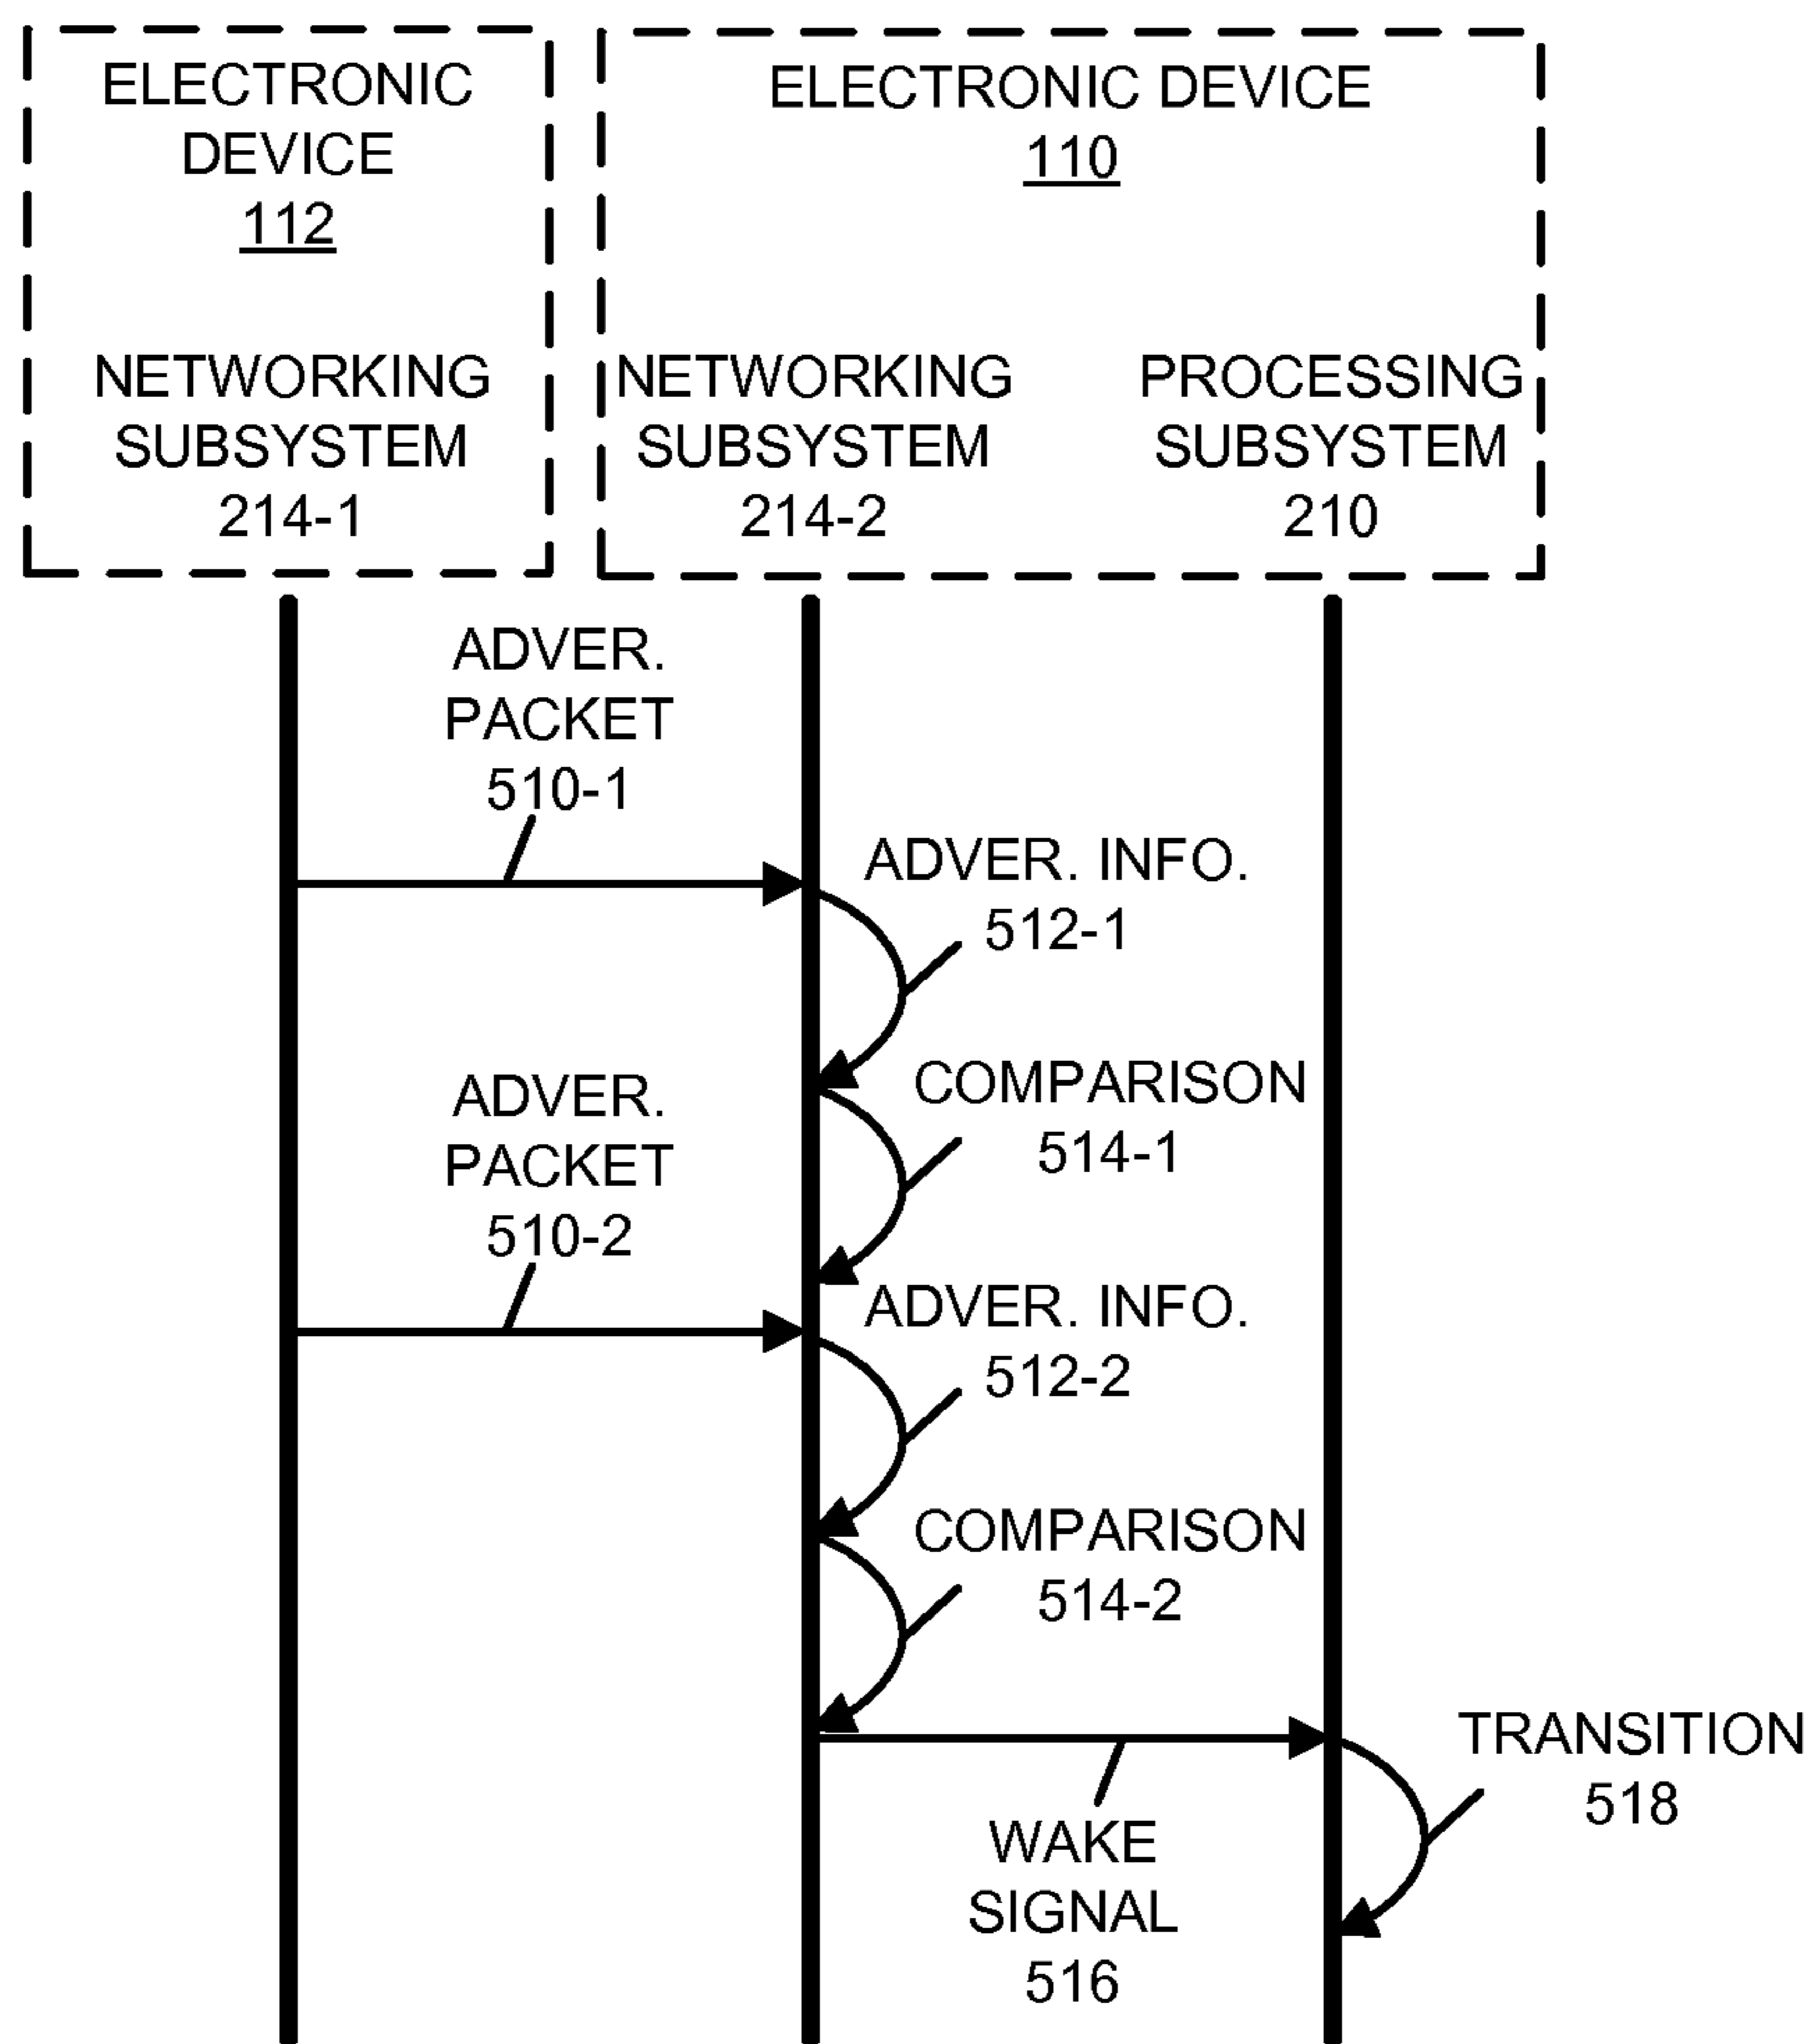 ELECTRONIC
DEVICE
112
NETWORKING
SUBSYSTEM
214-1
ELECTRONIC DEVICE
110
NETWORKING
SUBSYSTEM
214-2
PROCESSING
SUBSYSTEM
210
ADVER.
PACKET
510-1
ADVER. INFO.
512-1
COMPARISON
514-1
ADVER.
PACKET
510-2
ADVER. INFO.
512-2
COMPARISON
514-2
WAKE
SIGNAL
516
TRANSITION
518